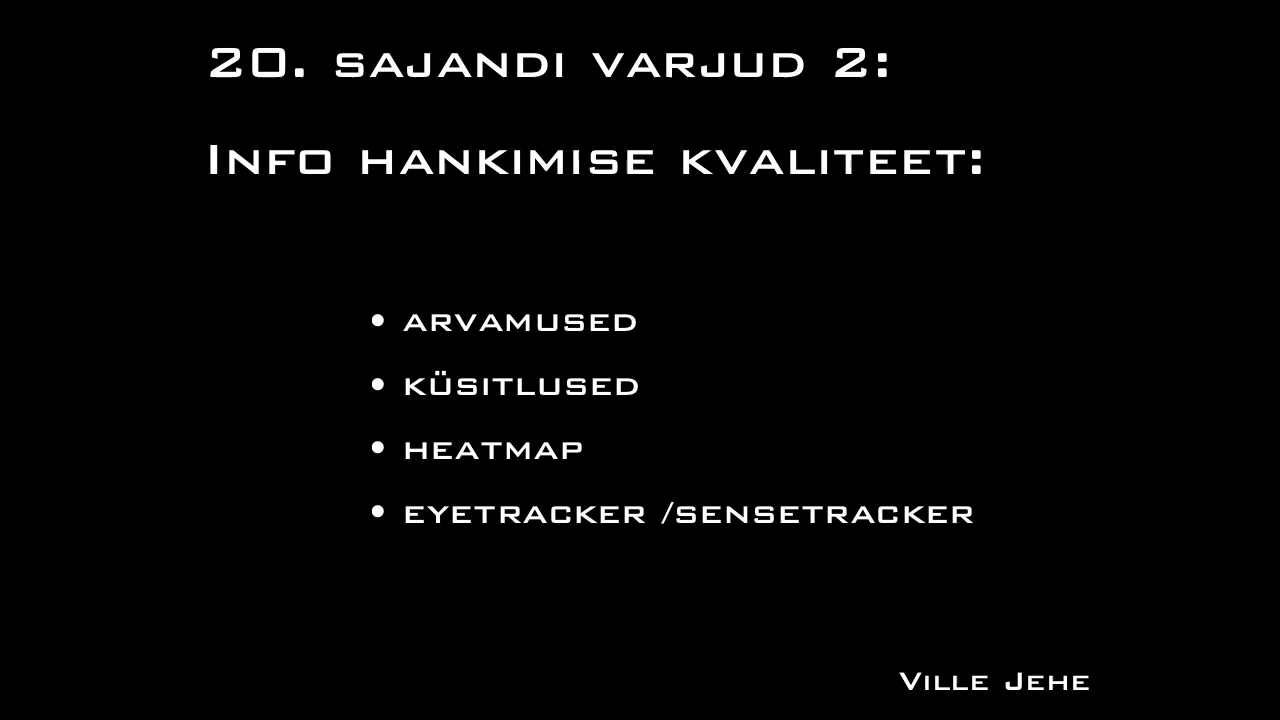 20. sajandi varjud 2:
Info hankimise kvaliteet:
• arvamused
• küsitlused
• heatmap
• eyetracker /sensetracker
Ville Jehe